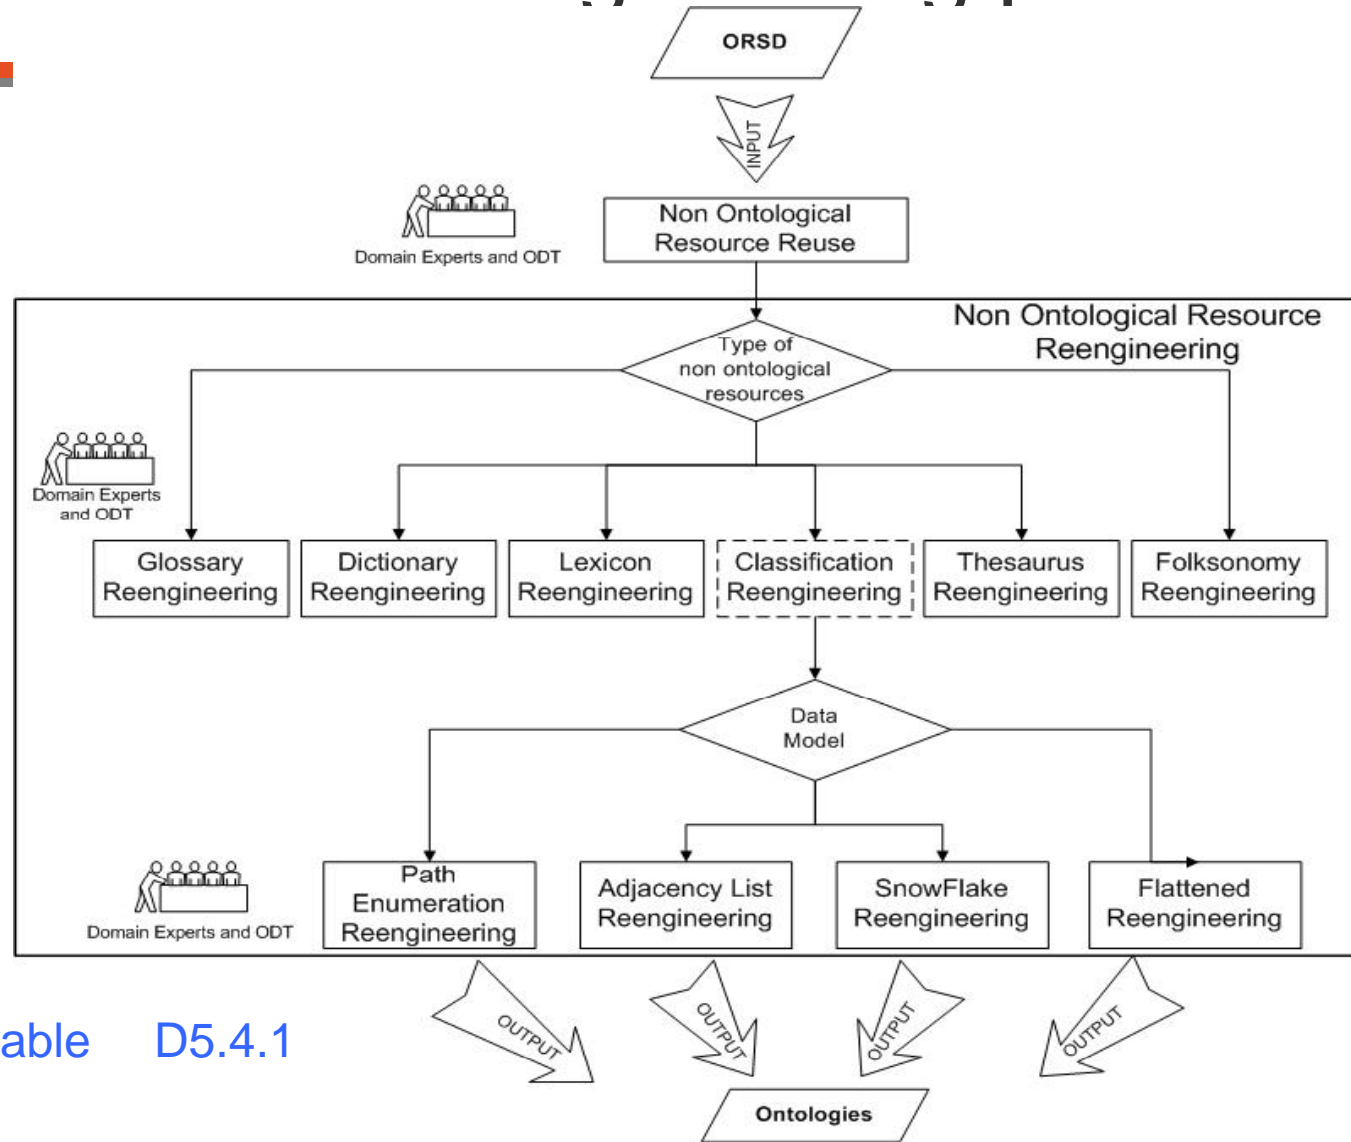 ORSD
INPUT
Non Ontological
Resource Reuse
Domain Experts and ODT
Non Ontological Resource
Reengineering
Type of
non ontological
resources
Domain Experts
and ODT
Glossary
Reengineering
Dictionary
Reengineering
Lexicon
Reengineering
Classification
Reengineering
Thesaurus
Reengineering
Folksonomy
Reengineering
Data
Model
Path
Enumeration
Reengineering
Adjacency List
Reengineering
SnowFlake
Reengineering
Flattened
Reengineering
Domain Experts and ODT
OUTPUT
OUTPUT
OUTPUT
OUTPUT
able D5.4.1
Ontologies